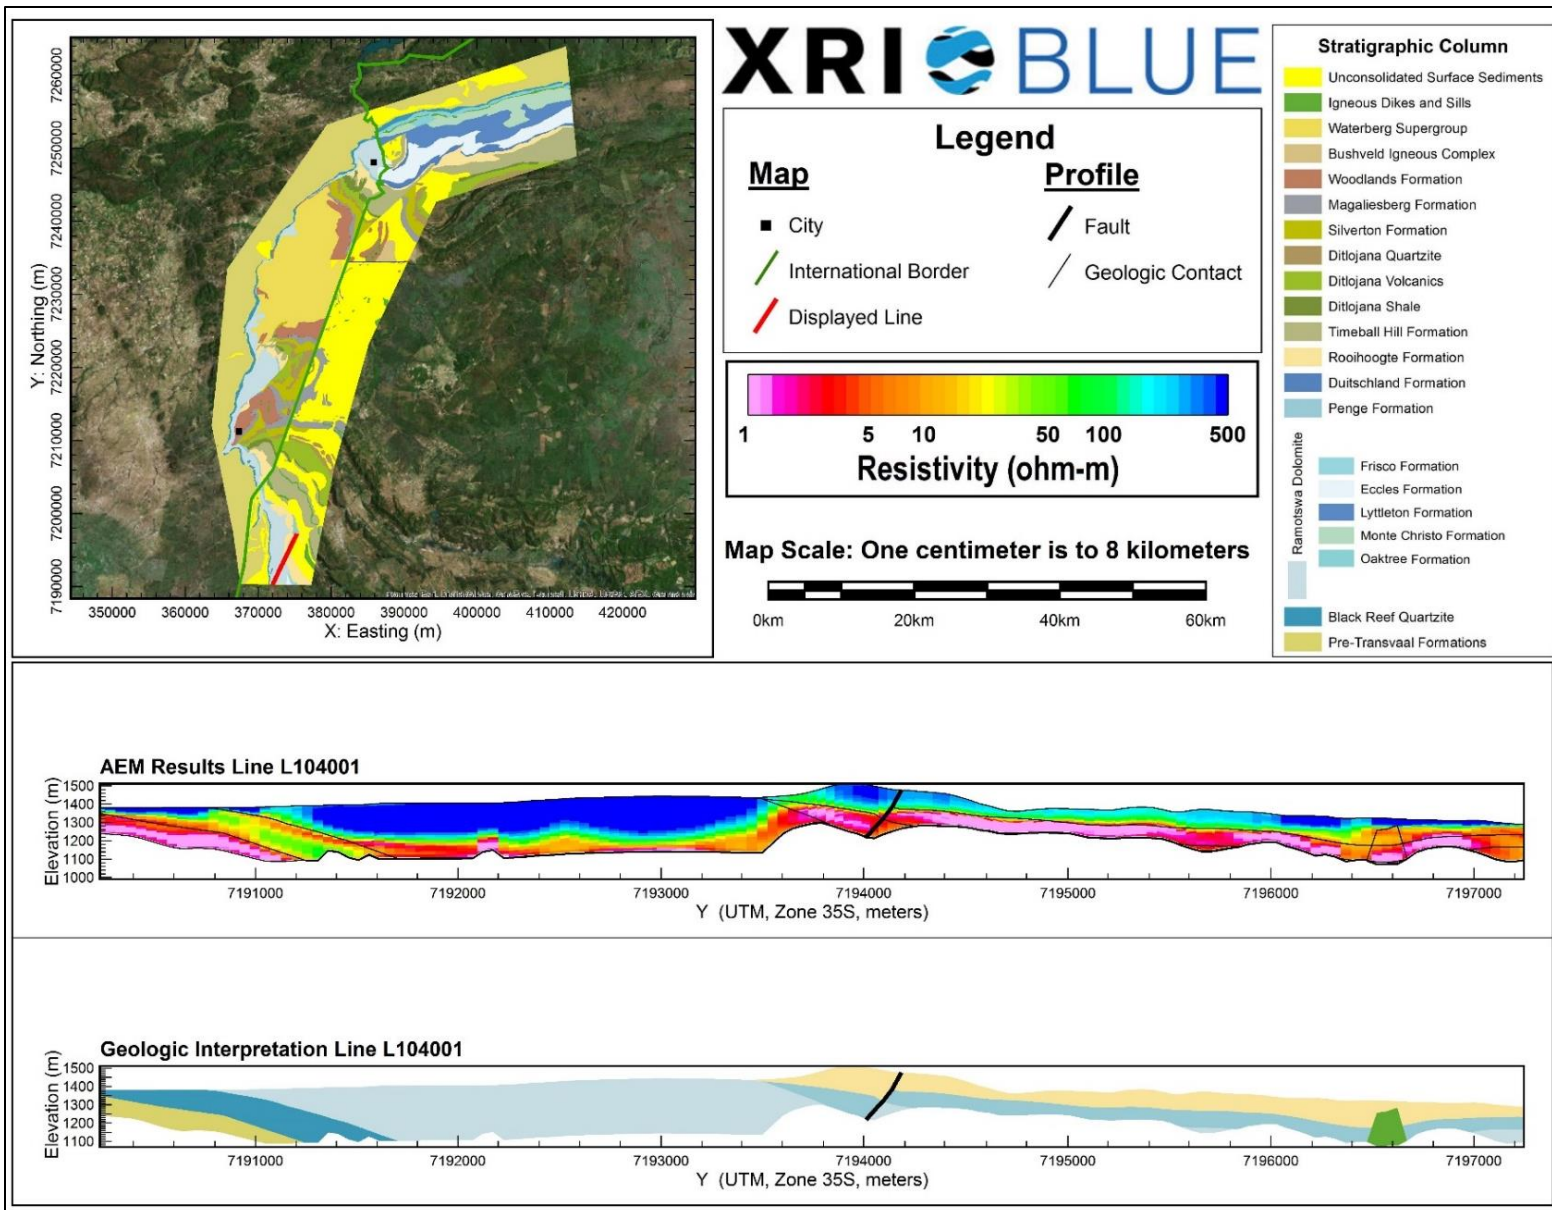 XRI BLUE
7260000
7250000
7240000
7230000
7220000
7210000
7200000
7190000
Y: Northing (m)
350000 360000 370000 380000 390000 400000 410000 420000
X: Easting (m)
Legend
Map
City
International Border
Displayed Line
Profile
Fault
Geologic Contact
1 5 10 50 100 500
Resistivity (ohm-m)
Map Scale: One centimeter is to 8 kilometers
0km 20km 40km 60km
Stratigraphic Column
Unconsolidated Surface Sediments
Igneous Dikes and Sills
Waterberg Supergroup
Bushveld Igneous Complex
Woodlands Formation
Magaliesberg Formation
Silverton Formation
Ditlojana Quartzite
Ditlojana Volcanics
Ditlojana Shale
Timeball Hill Formation
Rooihoogte Formation
Duitschland Formation
Penge Formation
Ramotswa Dolomite
Frisco Formation
Eccles Formation
Lyttleton Formation
Monte Christo Formation
Oaktree Formation
Black Reef Quartzite
Pre-Transvaal Formations
AEM Results Line L104001
Elevation (m)
1500
1400
1300
1200
1100
1000
7191000 7192000 7193000 7194000 7195000 7196000 7197000
Y (UTM, Zone 35S, meters)
Geologic Interpretation Line L104001
Elevation (m)
1500
1400
1300
1200
1100
7191000 7192000 7193000 7194000 7195000 7196000 7197000
Y (UTM, Zone 35S, meters)